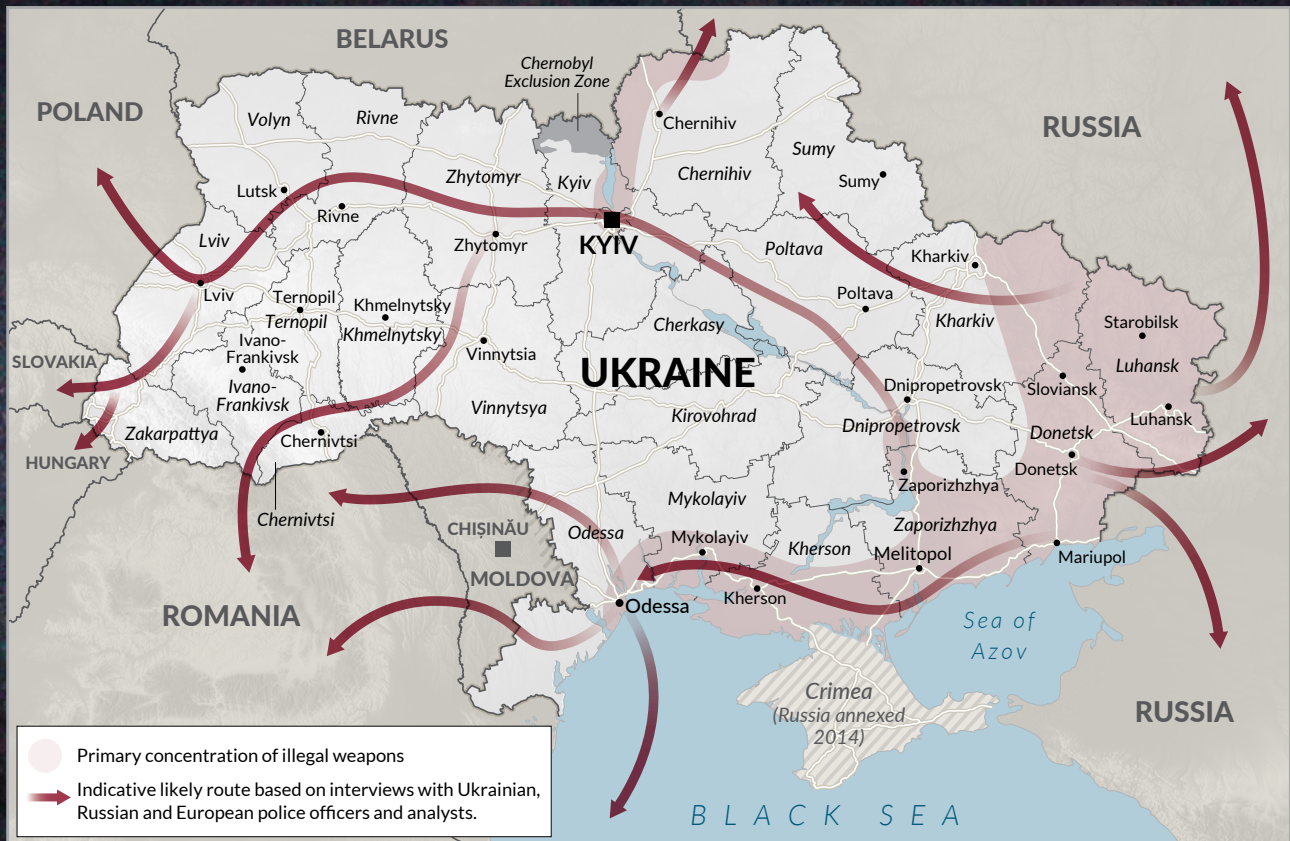 BELARUS
Chernobyl
Exclusion Zone
POLAND
RUSSIA
Volyn
Rivne
Chernihiv
Zhytomyr
Kyiv
Chernihiv
Sumy
Sumy
Lutsk
Rivne
Lviv
Zhytomyr
KYIV
Poltava
Kharkiv
Lviv
Ternopil
Ternopil
Khmelnytsky
Khmelnytsky
Poltava
Kharkiv
Cherkasy
Starobilsk
Ivano-
Frankivsk
Vinnytsia
Luhansk
SLOVAKIA
UKRAINE
Ivano-
Frankivsk
Dnipropetrovsk
Sloviansk
Vinnytsya
Kirovohrad
Luhansk
Zakarpattya
Chernivtsi
Dnipropetrovsk
Donetsk
HUNGARY
Donetsk
Zaporizhzhya
Mykolayiv
Chernivtsi
CHIȘINĂU
Odessa
Zaporizhzhya
Mykolayiv
Kherson
Melitopol
Mariupol
MOLDOVA
Kherson
Odessa
ROMANIA
Sea of
Azov
Crimea
(Russia annexed
2014)
RUSSIA
Primary concentration of illegal weapons
Indicative likely route based on interviews with Ukrainian,
Russian and European police officers and analysts.
BLACK SEA